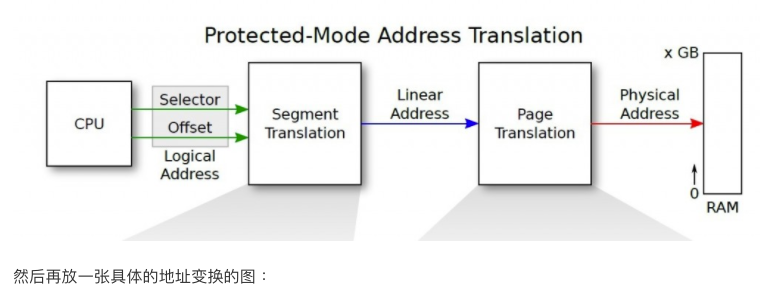 Protected-Mode Address Translation
CPU
Selector
Offset
Logical
Address
Segment
Translation
Linear
Address
Page
Translation
Physical
Address
x GB
0
RAM
然后再放一张具体的地址变换的图：